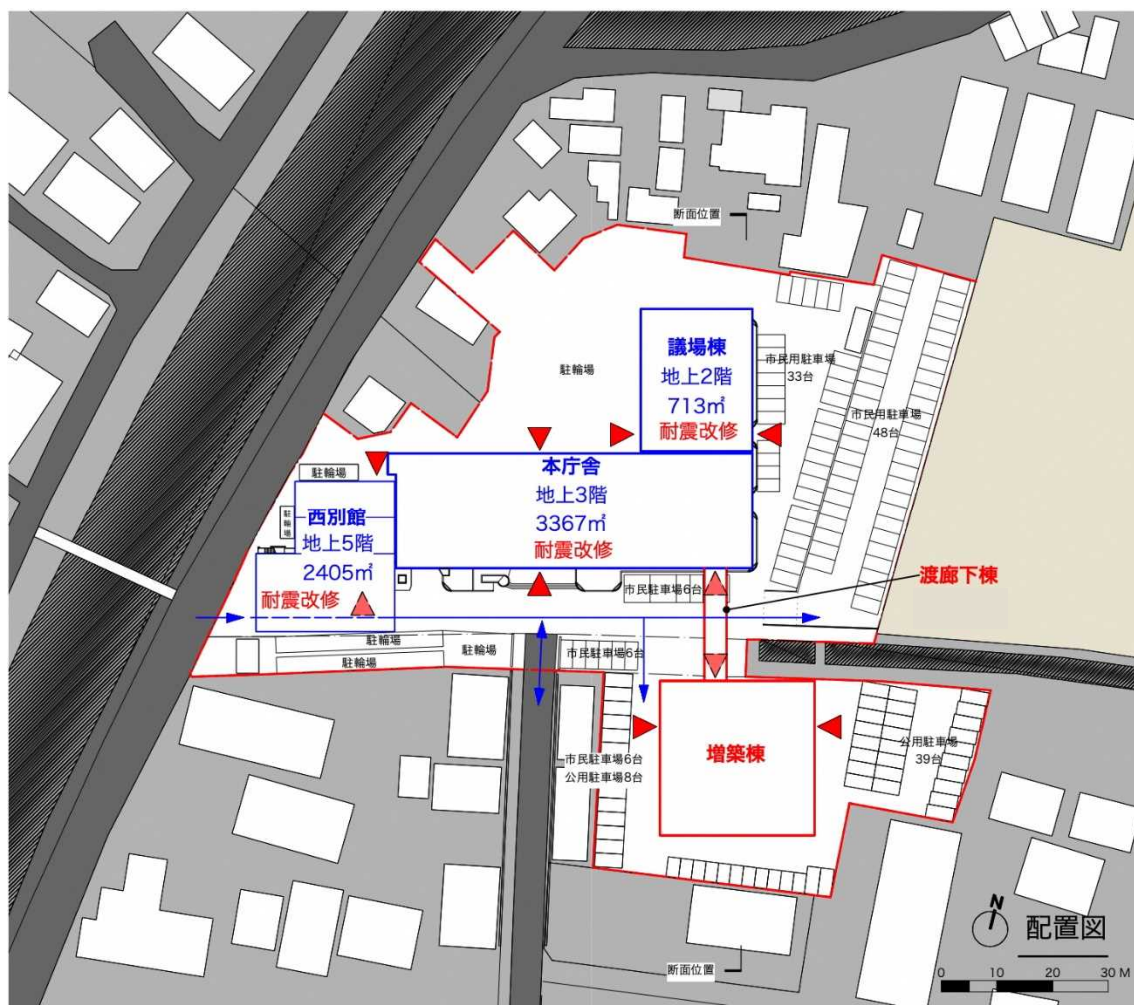 断面位置
議場棟
地上2階
713㎡
耐震改修
市民用駐車場
33台
市民用駐車場
48台
駐輪場
本庁舎
地上3階
3367㎡
耐震改修
駐輪場
駐輪場
西別館
地上5階
2405㎡
耐震改修
市民駐車場6台
渡廊下棟
駐輪場
駐輪場
駐輪場
市民駐車場6台
市民駐車場6台
公用駐車場8台
増築棟
公用駐車場
39台
断面位置
N
配置図
0 10 20 30 M